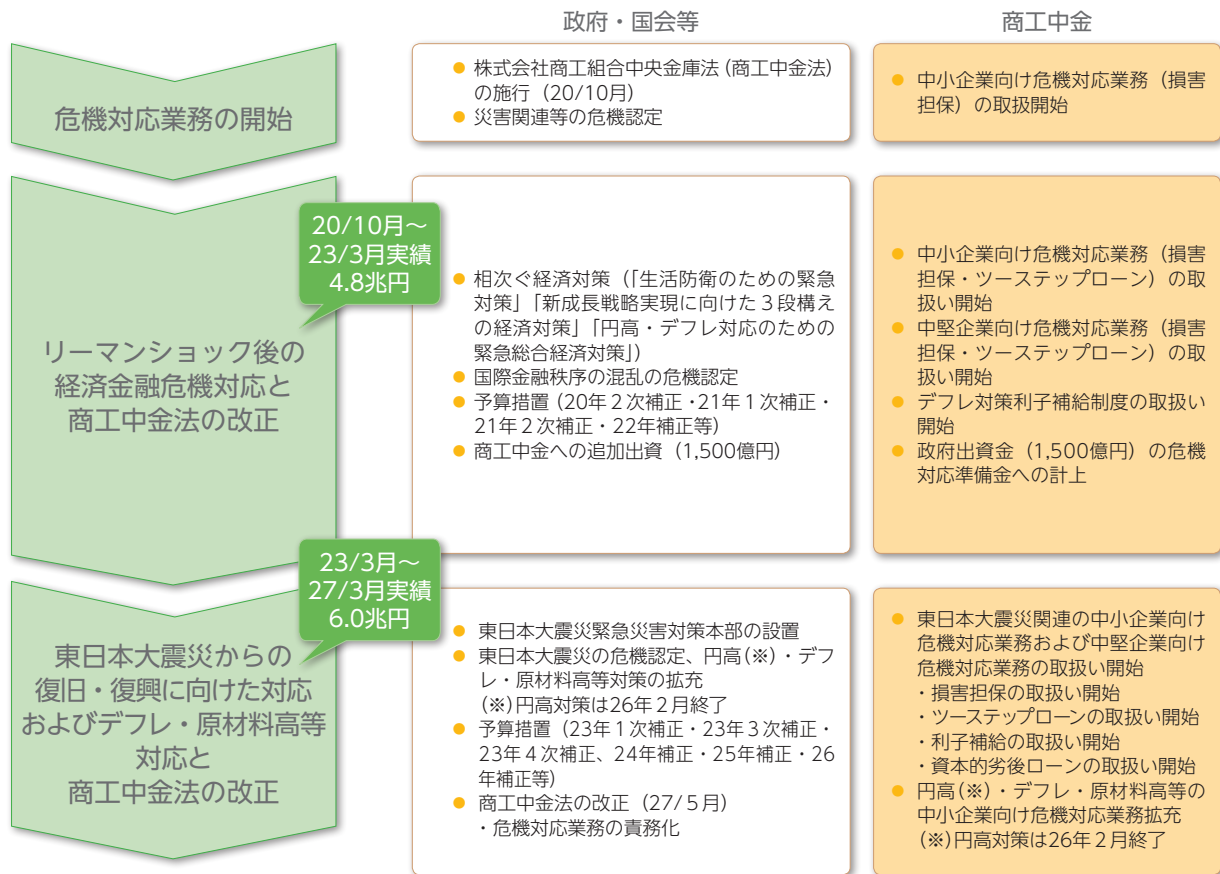 政府・国会等
商工中金
危機対応業務の開始
● 株式会社商工組合中央金庫法(商工中金法)
の施行（20/10月）
● 災害関連等の危機認定
● 中小企業向け危機対応業務（損害
担保）の取扱開始
20/10月～
23/3月実績
4.8兆円
リーマンショック後の
経済金融危機対応と
商工中金法の改正
● 相次ぐ経済対策（「生活防衛のための緊急
対策」「新成長戦略実現に向けた３段構え
の経済対策」「円高・デフレ対応のための
緊急総合経済対策」）
● 国際金融秩序の混乱の危機認定
● 予算措置（20年２次補正・21年１次補正・
21年２次補正・22年補正等）
● 商工中金への追加出資（1,500億円）
● 中小企業向け危機対応業務（損害
担保・ツーステップローン）の取
扱い開始
● 中堅企業向け危機対応業務（損害
担保・ツーステップローン）の取
扱い開始
● デフレ対策利子補給制度の取扱い
開始
● 政府出資金（1,500億円）の危機
対応準備金への計上
23/3月～
27/3月実績
6.0兆円
東日本大震災からの
復旧・復興に向けた対応
およびデフレ・原材料高等
対応と
商工中金法の改正
● 東日本大震災緊急災害対策本部の設置
● 東日本大震災の危機認定、円高(※)・デフ
レ・原材料高等対策の拡充
(※)円高対策は26年２月終了
● 予算措置（23年１次補正・23年３次補正・
23年４次補正、24年補正・25年補正・26
年補正等）
● 商工中金法の改正（27/５月）
・危機対応業務の責務化
● 東日本大震災関連の中小企業向け
危機対応業務および中堅企業向け
危機対応業務の取扱い開始
・損害担保の取扱い開始
・ツーステップローンの取扱い開始
・利子補給の取扱い開始
・資本的劣後ローンの取扱い開始
● 円高(※)・デフレ・原材料高等の
中小企業向け危機対応業務拡充
(※)円高対策は26年２月終了